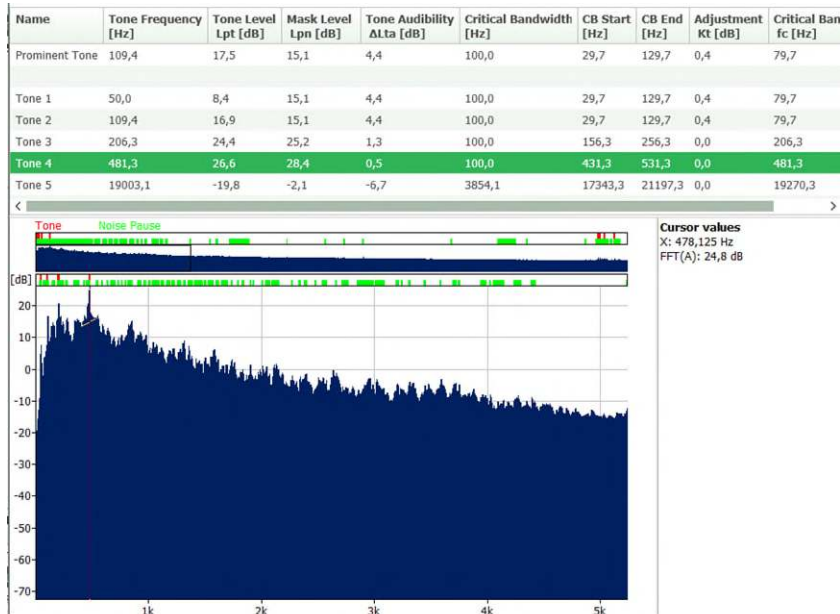 Name Tone Frequency [Hz] Tone Level Lpt [dB] Mask Level Lpn [dB] Tone Audibility ΔLta [dB] Critical Bandwidth [Hz] CB Start [Hz] CB End [Hz] Adjustment Kt [dB] Critical Ban fc [Hz]
Prominent Tone 109,4 17,5 15,1 4,4 100,0 29,7 129,7 0,4 79,7
Tone 1 50,0 8,4 15,1 4,4 100,0 29,7 129,7 0,4 79,7
Tone 2 109,4 16,9 15,1 4,4 100,0 29,7 129,7 0,4 79,7
Tone 3 206,3 24,4 25,2 1,3 100,0 156,3 256,3 0,0 206,3
Tone 4 481,3 26,6 28,4 0,5 100,0 431,3 531,3 0,0 481,3
Tone 5 19003,1 -19,8 -2,1 -6,7 3854,1 17343,3 21197,3 0,0 19270,3
Tone Noise Pause
Cursor values
X: 478,125 Hz
FFT(A): 24,8 dB
[dB]
20
10
0
-10
-20
-30
-40
-50
-60
-70
1k 2k 3k 4k 5k